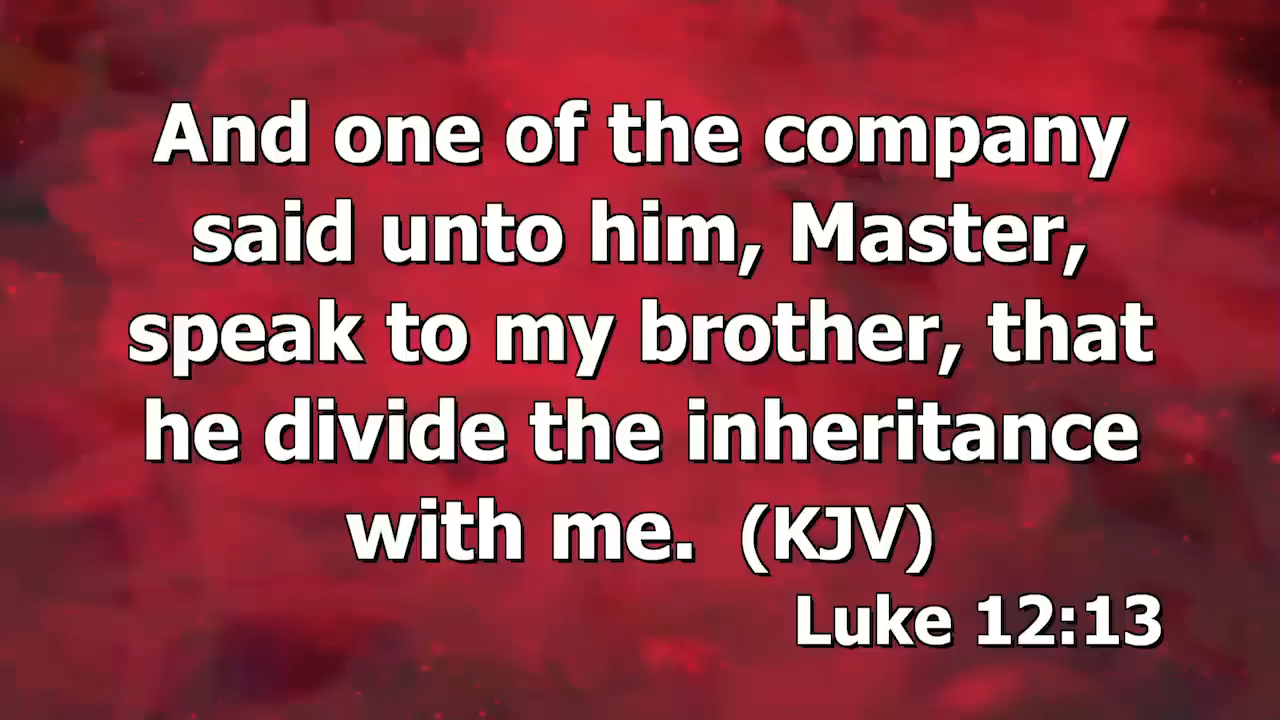 And one of the company
said unto him, Master,
speak to my brother, that
he divide the inheritance
with me. (KJV)
Luke 12:13